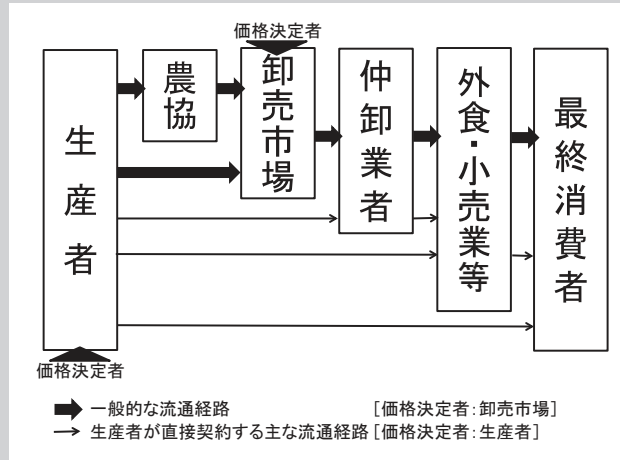 価格決定者
生産者
農協
卸売市場
仲卸業者
外食・小売業等
最終消費者
価格決定者
一般的な流通経路 [価格決定者:卸売市場]
生産者が直接契約する主な流通経路 [価格決定者:生産者]